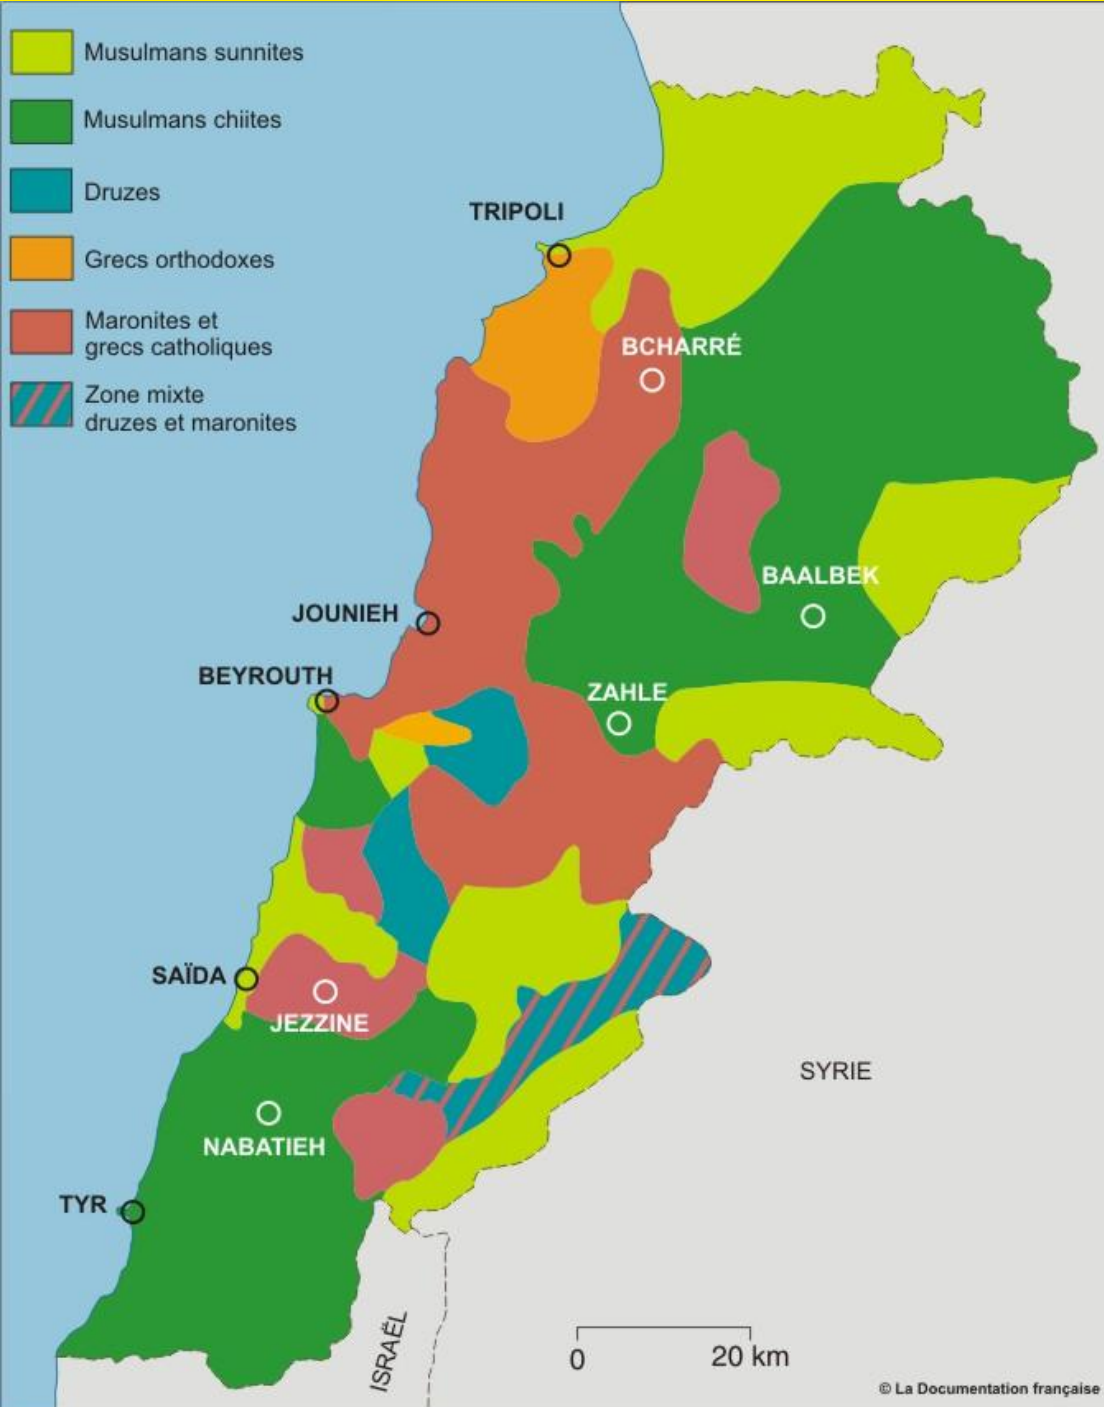 Musulmans sunnites
Musulmans chiites
Druzes
Grecs orthodoxes
Maronites et
grecs catholiques
Zone mixte
druzes et maronites
TRIPOLI
BCHARRÉ
BAALBEK
JOUNIEH
BEYROUTH
ZAHLE
SAÏDA
JEZZINE
SYRIE
NABATIEH
TYR
ISRAËL
0 20 km
© La Documentation française